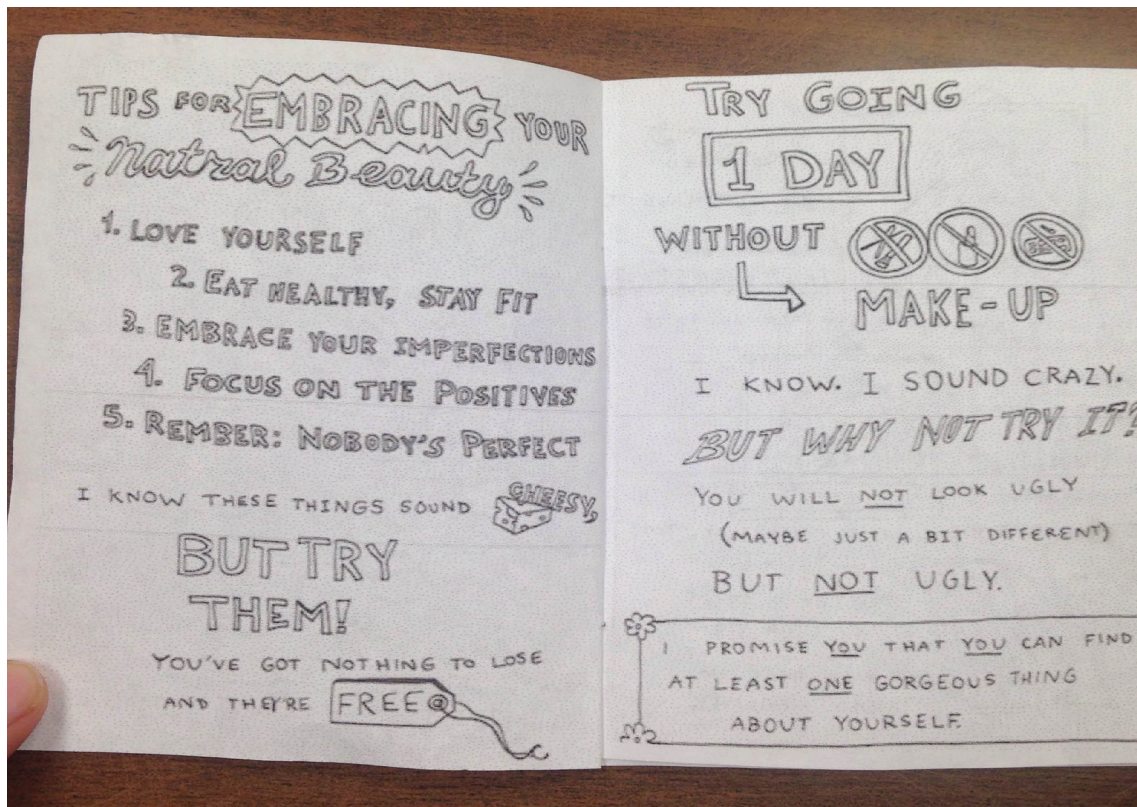 TIPS FOR EMBRACING YOUR
Natral Beauty
1. LOVE YOURSELF
2. EAT HEALTHY, STAY FIT
3. EMBRACE YOUR IMPERFECTIONS
4. FOCUS ON THE POSITIVES
5. REMBER: NOBODY'S PERFECT
I KNOW THESE THINGS SOUND CHEESY,
BUT TRY
THEM!
YOU'VE GOT NOTHING TO LOSE
AND THEY'RE FREE
TRY GOING
1 DAY
WITHOUT
MAKE-UP
I KNOW. I SOUND CRAZY.
BUT WHY NOT TRY IT?
YOU WILL NOT LOOK UGLY
(MAYBE JUST A BIT DIFFERENT)
BUT NOT UGLY.
I PROMISE YOU THAT YOU CAN FIND
AT LEAST ONE GORGEOUS THING
ABOUT YOURSELF.